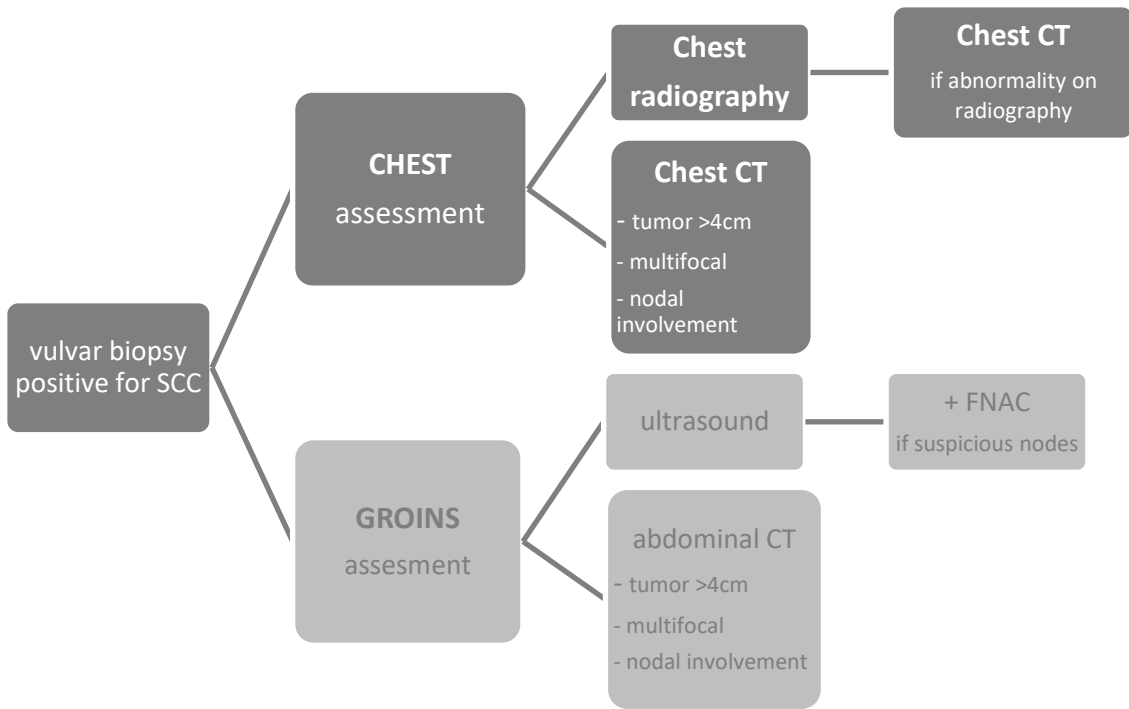 vulvar biopsy
positive for SCC
CHEST
assessment
Chest
radiography
Chest CT
if abnormality on
radiography
Chest CT
- tumor >4cm
- multifocal
- nodal
involvement
GROINS
assesment
ultrasound
+ FNAC
if suspicious nodes
abdominal CT
- tumor >4cm
- multifocal
- nodal involvement